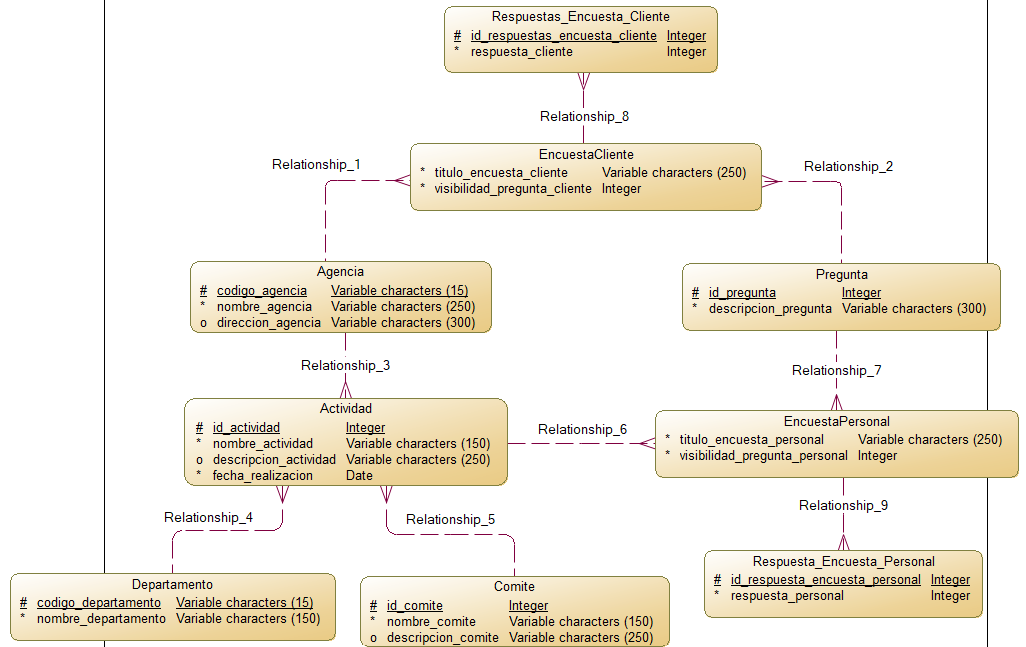 Respuestas_Encuesta_Cliente
# id_respuestas_encuesta_cliente Integer
* respuesta_cliente Integer
Relationship_8
EncuestaCliente
* titulo_encuesta_cliente Variable characters (250)
* visibilidad_pregunta_cliente Integer
Relationship_1
Relationship_2
Agencia
# codigo_agencia Variable characters (15)
* nombre_agencia Variable characters (250)
o direccion_agencia Variable characters (300)
Pregunta
# id_pregunta Integer
* descripcion_pregunta Variable characters (300)
Relationship_3
Relationship_7
Actividad
# id_actividad Integer
* nombre_actividad Variable characters (150)
o descripcion_actividad Variable characters (250)
* fecha_realizacion Date
Relationship_6
EncuestaPersonal
* titulo_encuesta_personal Variable characters (250)
* visibilidad_pregunta_personal Integer
Relationship_4
Relationship_5
Relationship_9
Departamento
# codigo_departamento Variable characters (15)
* nombre_departamento Variable characters (150)
Comite
# id_comite Integer
* nombre_comite Variable characters (150)
o descripcion_comite Variable characters (250)
Respuesta_Encuesta_Personal
# id_respuesta_encuesta_personal Integer
* respuesta_personal Integer